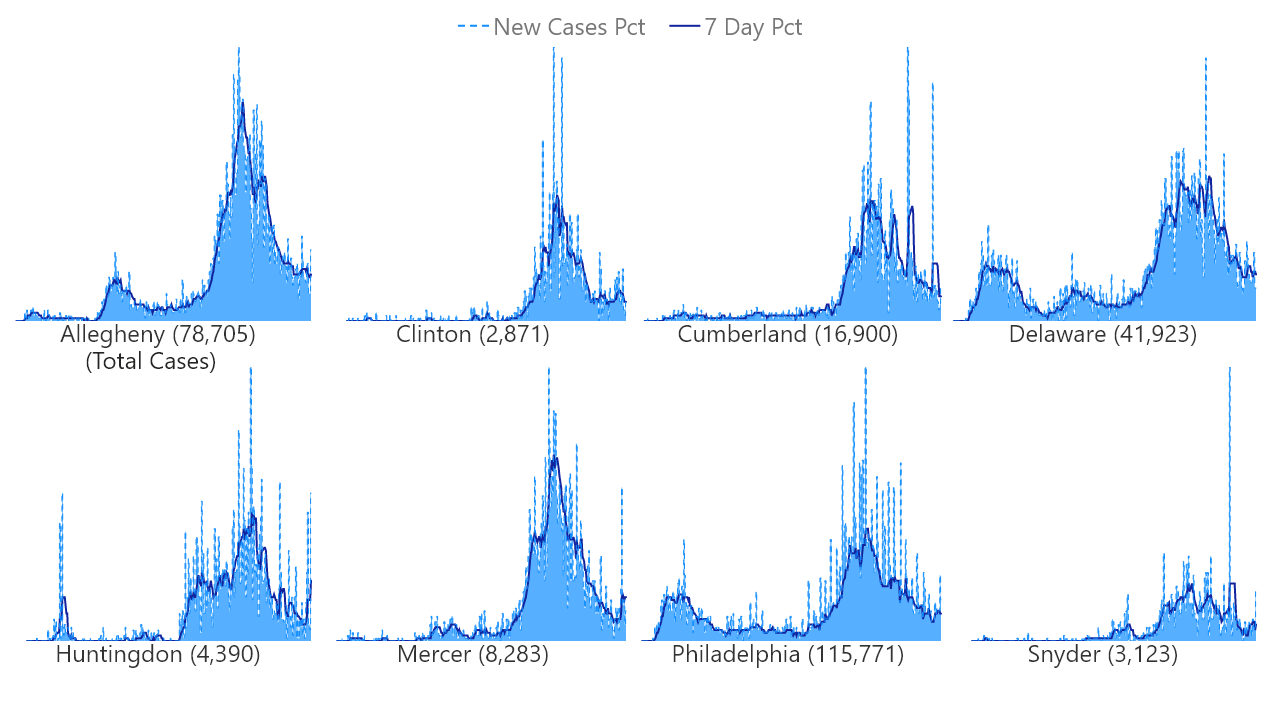 New Cases Pct 7 Day Pct
Allegheny (78,705)
(Total Cases)
Clinton (2,871)
Cumberland (16,900)
Delaware (41,923)
Huntingdon (4,390)
Mercer (8,283)
Philadelphia (115,771)
Snyder (3,123)